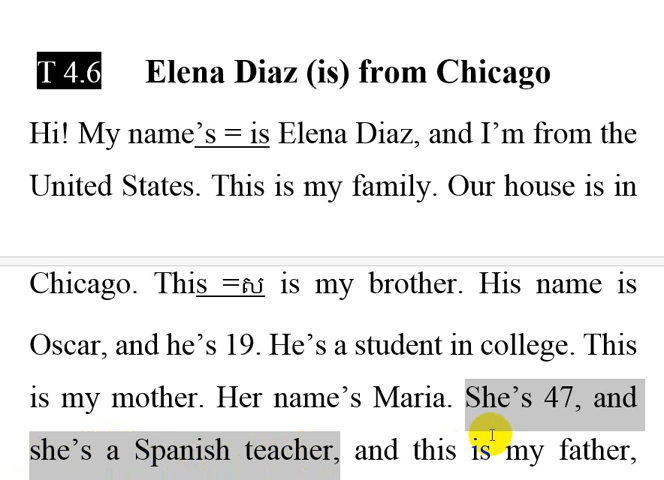 T 4.6 Elena Diaz (is) from Chicago
Hi! My name’s = is Elena Diaz, and I’m from the
United States. This is my family. Our house is in
Chicago. This =ស is my brother. His name is
Oscar, and he’s 19. He’s a student in college. This
is my mother. Her name’s Maria. She’s 47, and
she’s a Spanish teacher, and this is my father,